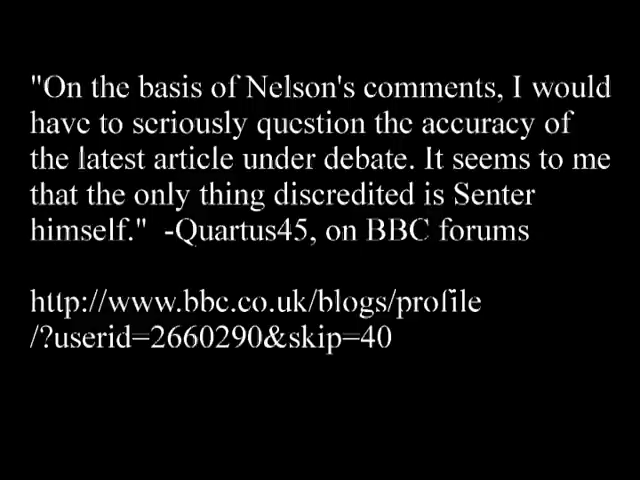 "On the basis of Nelson's comments, I would
have to seriously question the accuracy of
the latest article under debate. It seems to me
that the only thing discredited is Senter
himself."  -Quartus45, on BBC forums
http://www.bbc.co.uk/blogs/profile
/?userid=2660290&skip=40